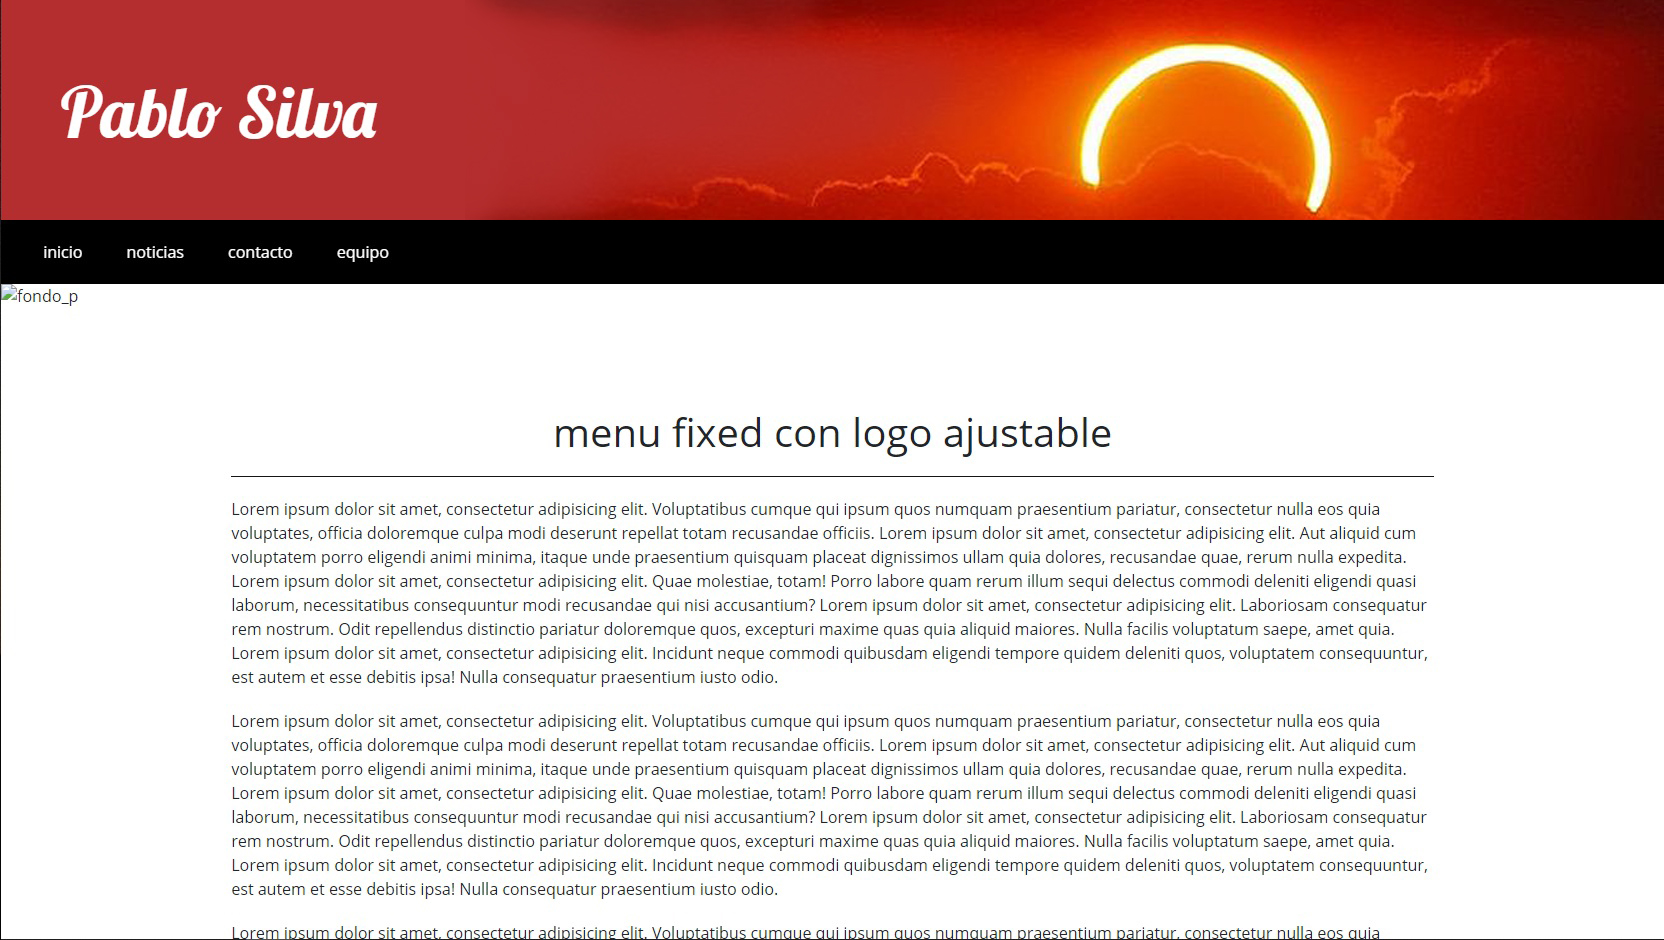 Pablo Silva
inicio noticias contacto equipo
fondo_p
menu fixed con logo ajustable
Lorem ipsum dolor sit amet, consectetur adipisicing elit. Voluptatibus cumque qui ipsum quos numquam praesentium pariatur, consectetur nulla eos quia
voluptates, officia doloremque culpa modi deserunt repellat totam recusandae officiis. Lorem ipsum dolor sit amet, consectetur adipisicing elit. Aut aliquid cum
voluptatem porro eligendi animi minima, itaque unde praesentium quisquam placeat dignissimos ullam quia dolores, recusandae quae, rerum nulla expedita.
Lorem ipsum dolor sit amet, consectetur adipisicing elit. Quae molestiae, totam! Porro labore quam rerum illum sequi delectus commodi deleniti eligendi quasi
laborum, necessitatibus consequuntur modi recusandae qui nisi accusantium? Lorem ipsum dolor sit amet, consectetur adipisicing elit. Laboriosam consequatur
rem nostrum. Odit repellendus distinctio pariatur doloremque quos, excepturi maxime quas quia aliquid maiores. Nulla facilis voluptatum saepe, amet quia.
Lorem ipsum dolor sit amet, consectetur adipisicing elit. Incidunt neque commodi quibusdam eligendi tempore quidem deleniti quos, voluptatem consequuntur,
est autem et esse debitis ipsa! Nulla consequatur praesentium iusto odio.
Lorem ipsum dolor sit amet, consectetur adipisicing elit. Voluptatibus cumque qui ipsum quos numquam praesentium pariatur, consectetur nulla eos quia
voluptates, officia doloremque culpa modi deserunt repellat totam recusandae officiis. Lorem ipsum dolor sit amet, consectetur adipisicing elit. Aut aliquid cum
voluptatem porro eligendi animi minima, itaque unde praesentium quisquam placeat dignissimos ullam quia dolores, recusandae quae, rerum nulla expedita.
Lorem ipsum dolor sit amet, consectetur adipisicing elit. Quae molestiae, totam! Porro labore quam rerum illum sequi delectus commodi deleniti eligendi quasi
laborum, necessitatibus consequuntur modi recusandae qui nisi accusantium? Lorem ipsum dolor sit amet, consectetur adipisicing elit. Laboriosam consequatur
rem nostrum. Odit repellendus distinctio pariatur doloremque quos, excepturi maxime quas quia aliquid maiores. Nulla facilis voluptatum saepe, amet quia.
Lorem ipsum dolor sit amet, consectetur adipisicing elit. Incidunt neque commodi quibusdam eligendi tempore quidem deleniti quos, voluptatem consequuntur,
est autem et esse debitis ipsa! Nulla consequatur praesentium iusto odio.
Lorem ipsum dolor sit amet, consectetur adipisicing elit. Voluptatibus cumque qui ipsum quos numquam praesentium pariatur, consectetur nulla eos quia